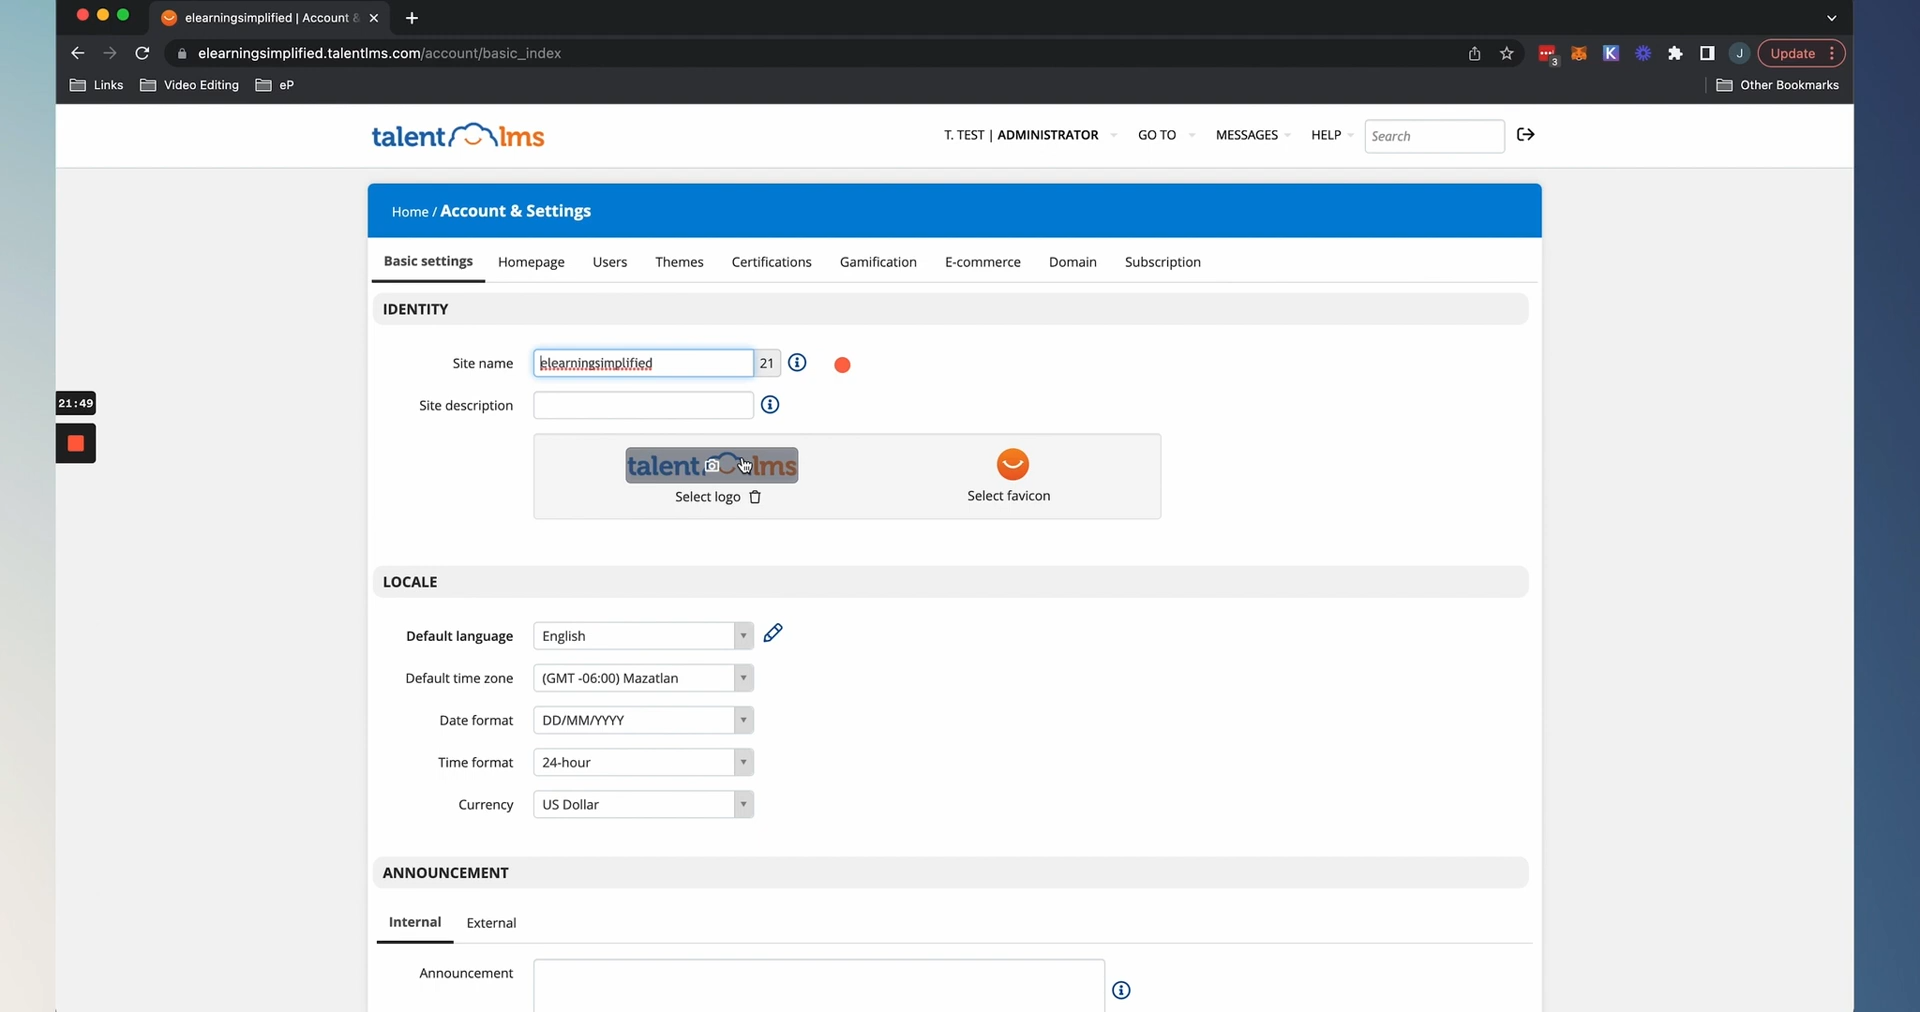 elearningsimplified | Account &
elearningsimplified.talentlms.com/account/basic_index
3
K
J
Update
Links
Video Editing
eP
Other Bookmarks
talentlms
T. TEST | ADMINISTRATOR
GO TO
MESSAGES
HELP
Search
Home / Account & Settings
Basic settings
Homepage
Users
Themes
Certifications
Gamification
E-commerce
Domain
Subscription
IDENTITY
Site name
elearningsimplified
21
21:49
Site description
talentlms
Select logo
Select favicon
LOCALE
Default language
English
Default time zone
(GMT -06:00) Mazatlan
Date format
DD/MM/YYYY
Time format
24-hour
Currency
US Dollar
ANNOUNCEMENT
Internal
External
Announcement